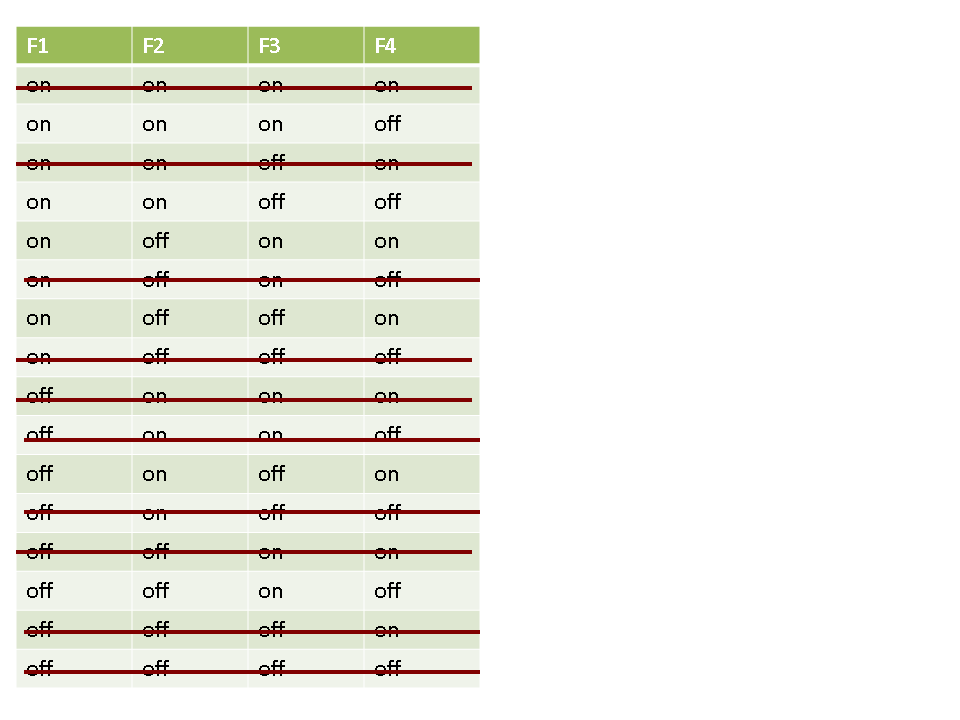 F1 F2 F3 F4
on on on on
on on on off
on on off on
on on off off
on off on on
on off on off
on off off on
on off off off
off on on on
off on on off
off on off on
off on off off
off off on on
off off on off
off off off on
off off off off